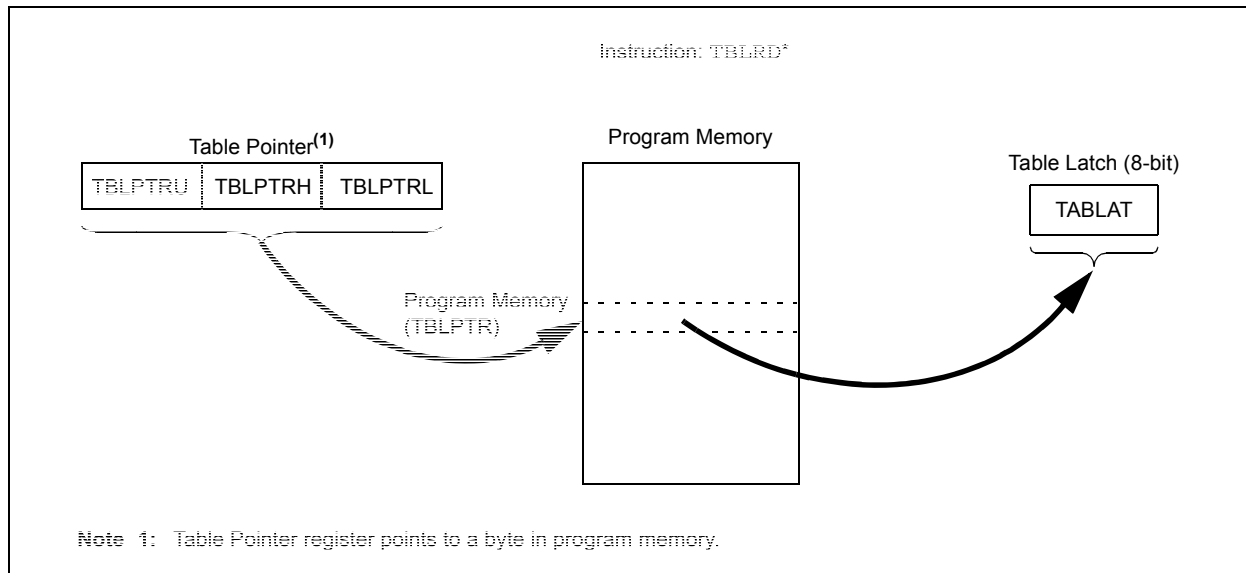 Instruction: TBLRD*
Table Pointer(1)
TBLPTRU TBLPTRH TBLPTRL
Program Memory
Table Latch (8-bit)
TABLAT
Program Memory
(TBLPTR)
Note 1: Table Pointer register points to a byte in program memory.